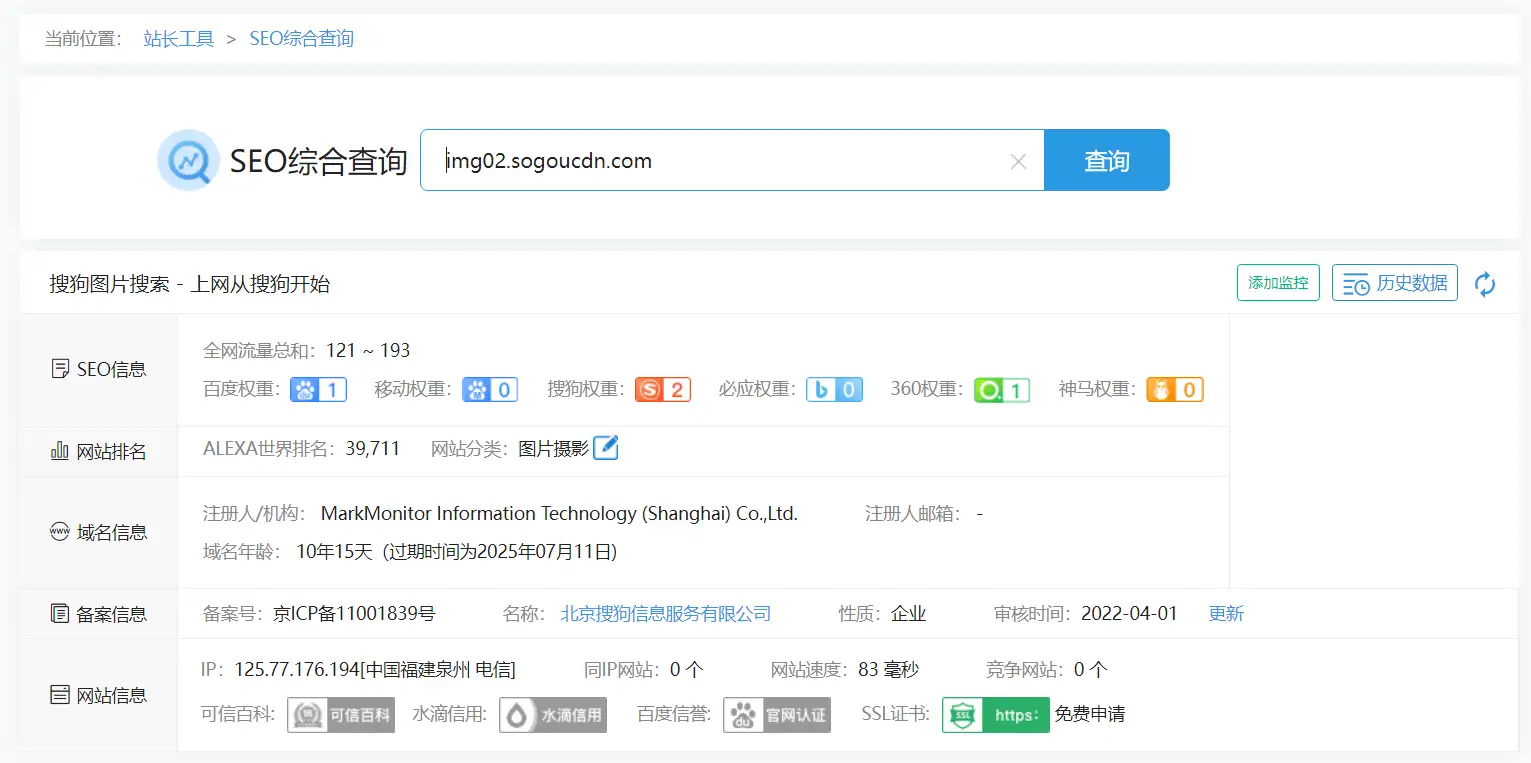 当前位置： 站长工具 > SEO综合查询
SEO综合查询 img02.sogoucdn.com 查询
搜狗图片搜索 - 上网从搜狗开始 添加监控 历史数据
SEO信息
全网流量总和： 121 ~ 193
百度权重： 1 移动权重： 0 搜狗权重： 2 必应权重： 0 360权重： 1 神马权重： 0
网站排名 ALEXA世界排名： 39,711 网站分类： 图片摄影
域名信息
注册人/机构： MarkMonitor Information Technology (Shanghai) Co.,Ltd. 注册人邮箱： -
域名年龄： 10年15天（过期时间为2025年07月11日）
备案信息 备案号： 京ICP备11001839号 名称： 北京搜狗信息服务有限公司 性质： 企业 审核时间： 2022-04-01 更新
网站信息
IP： 125.77.176.194[中国福建泉州 电信] 同IP网站： 0 个 网站速度： 83 毫秒 竞争网站： 0 个
可信百科: 可信百科 水滴信用: 水滴信用 百度信誉: du 官网认证 SSL证书: SSL https: 免费申请